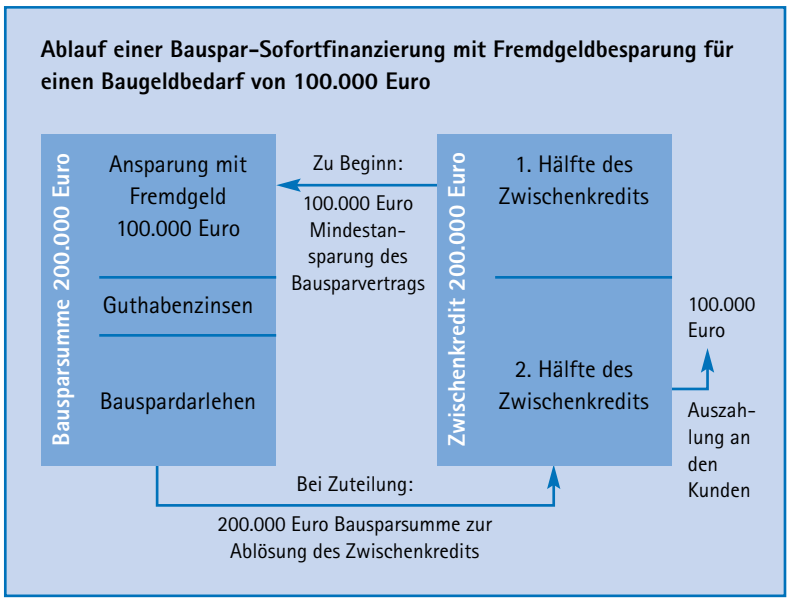 Ablauf einer Bauspar-Sofortfinanzierung mit Fremdgeldbesparung für
einen Baugeldbedarf von 100.000 Euro
Bausparsumme 200.000 Euro
Ansparung mit
Fremdgeld
100.000 Euro
Guthabenzinsen
Bauspardarlehen
Zu Beginn:
100.000 Euro
Mindestan-
sparung des
Bausparvertrags
Zwischenkredit 200.000 Euro
1. Hälfte des
Zwischenkredits
2. Hälfte des
Zwischenkredits
100.000
Euro
Auszah-
lung an
den
Kunden
Bei Zuteilung:
200.000 Euro Bausparsumme zur
Ablösung des Zwischenkredits